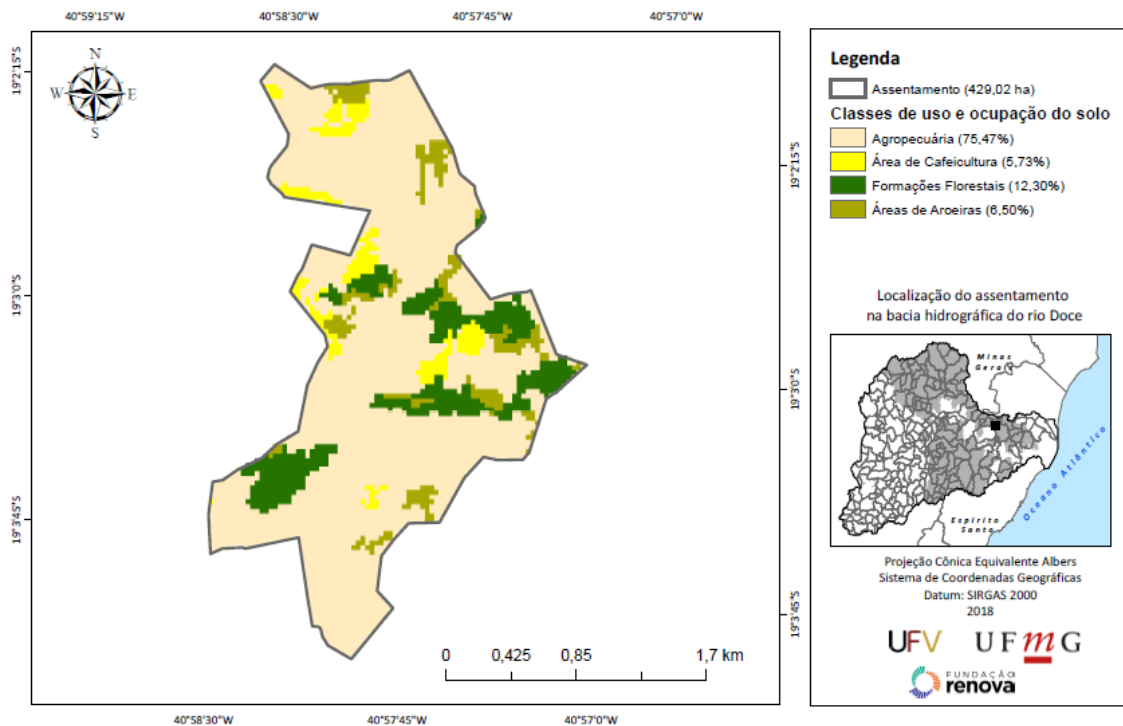 40°59'15"W
40°58'30"W
40°57'45"W
40°57'0"W
19°2'15"S
19°3'0"S
19°3'45"S
N
W
E
S
19°2'15"S
19°3'0"S
19°3'45"S
0
0,425
0,85
1,7 km
40°58'30"W
40°57'45"W
40°57'0"W
Legenda
Assentamento (429,02 ha)
Classes de uso e ocupação do solo
Agropecuária (75,47%)
Área de Cafeicultura (5,73%)
Formações Florestais (12,30%)
Áreas de Aroeiras (6,50%)
Localização do assentamento
na bacia hidrográfica do rio Doce
Minas
Gerais
Oceano Atlântico
Espírito
Santo
Projeção Cônica Equivalente Albers
Sistema de Coordenadas Geográficas
Datum: SIRGAS 2000
2018
UFV
UFmG
FUNDAÇÃO
renova